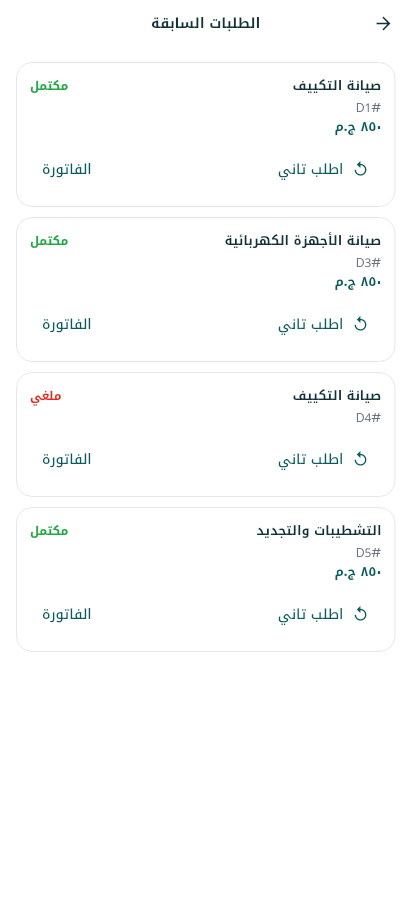 الطلبات السابقة
صيانة التكييف مكتمل
#D1
٨٥٠ ج.م
اطلب تاني الفاتورة
صيانة الأجهزة الكهربائية مكتمل
#D3
٨٥٠ ج.م
اطلب تاني الفاتورة
صيانة التكييف ملغي
#D4
اطلب تاني الفاتورة
التشطيبات والتجديد مكتمل
#D5
٨٥٠ ج.م
اطلب تاني الفاتورة